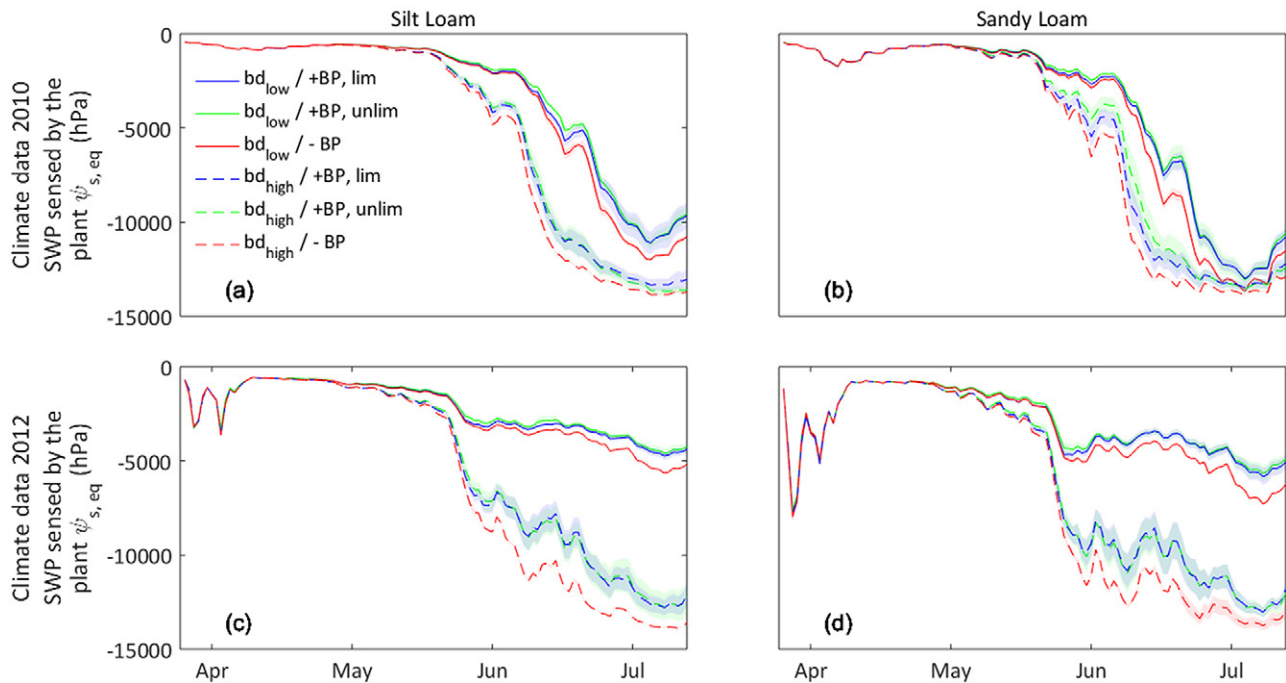 Silt Loam
Sandy Loam
Climate data 2010
SWP sensed by the
plant ψ̇s, eq (hPa)
0
-5000
-10000
-15000
bdlow / +BP, lim
bdlow / +BP, unlim
bdlow / - BP
bdhigh / +BP, lim
bdhigh / +BP, unlim
bdhigh / - BP
(a)
(b)
Climate data 2012
SWP sensed by the
plant ψ̇s, eq (hPa)
0
-5000
-10000
-15000
(c)
(d)
Apr May Jun Jul
Apr May Jun Jul